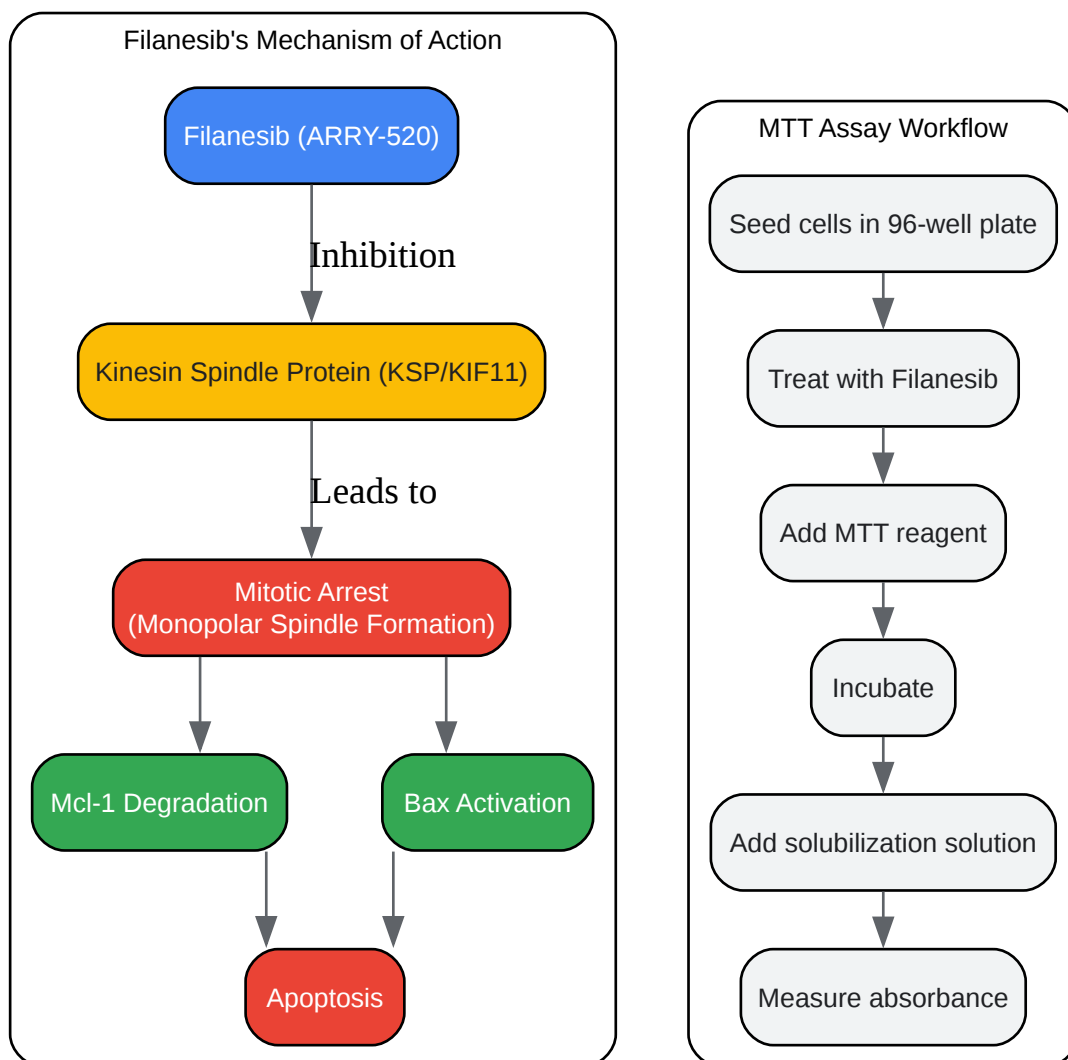 Filanesib's Mechanism of Action
Filanesib (ARRY-520)
Inhibition
Kinesin Spindle Protein (KSP/KIF11)
Leads to
Mitotic Arrest
(Monopolar Spindle Formation)
Mcl-1 Degradation
Bax Activation
Apoptosis
MTT Assay Workflow
Seed cells in 96-well plate
Treat with Filanesib
Add MTT reagent
Incubate
Add solubilization solution
Measure absorbance